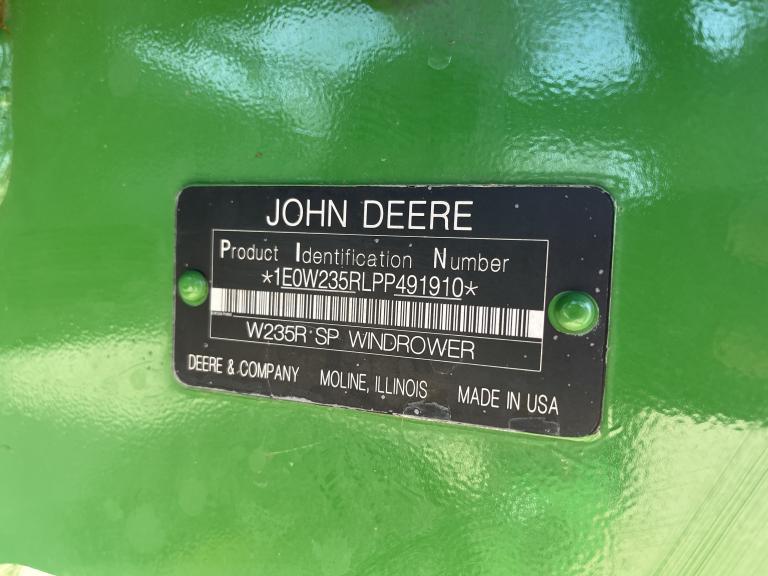 JOHN DEERE
Product Identification Number
*1E0W235RLPP491910*
W235R SP WINDROWER
DEERE & COMPANY MOLINE, ILLINOIS MADE IN USA